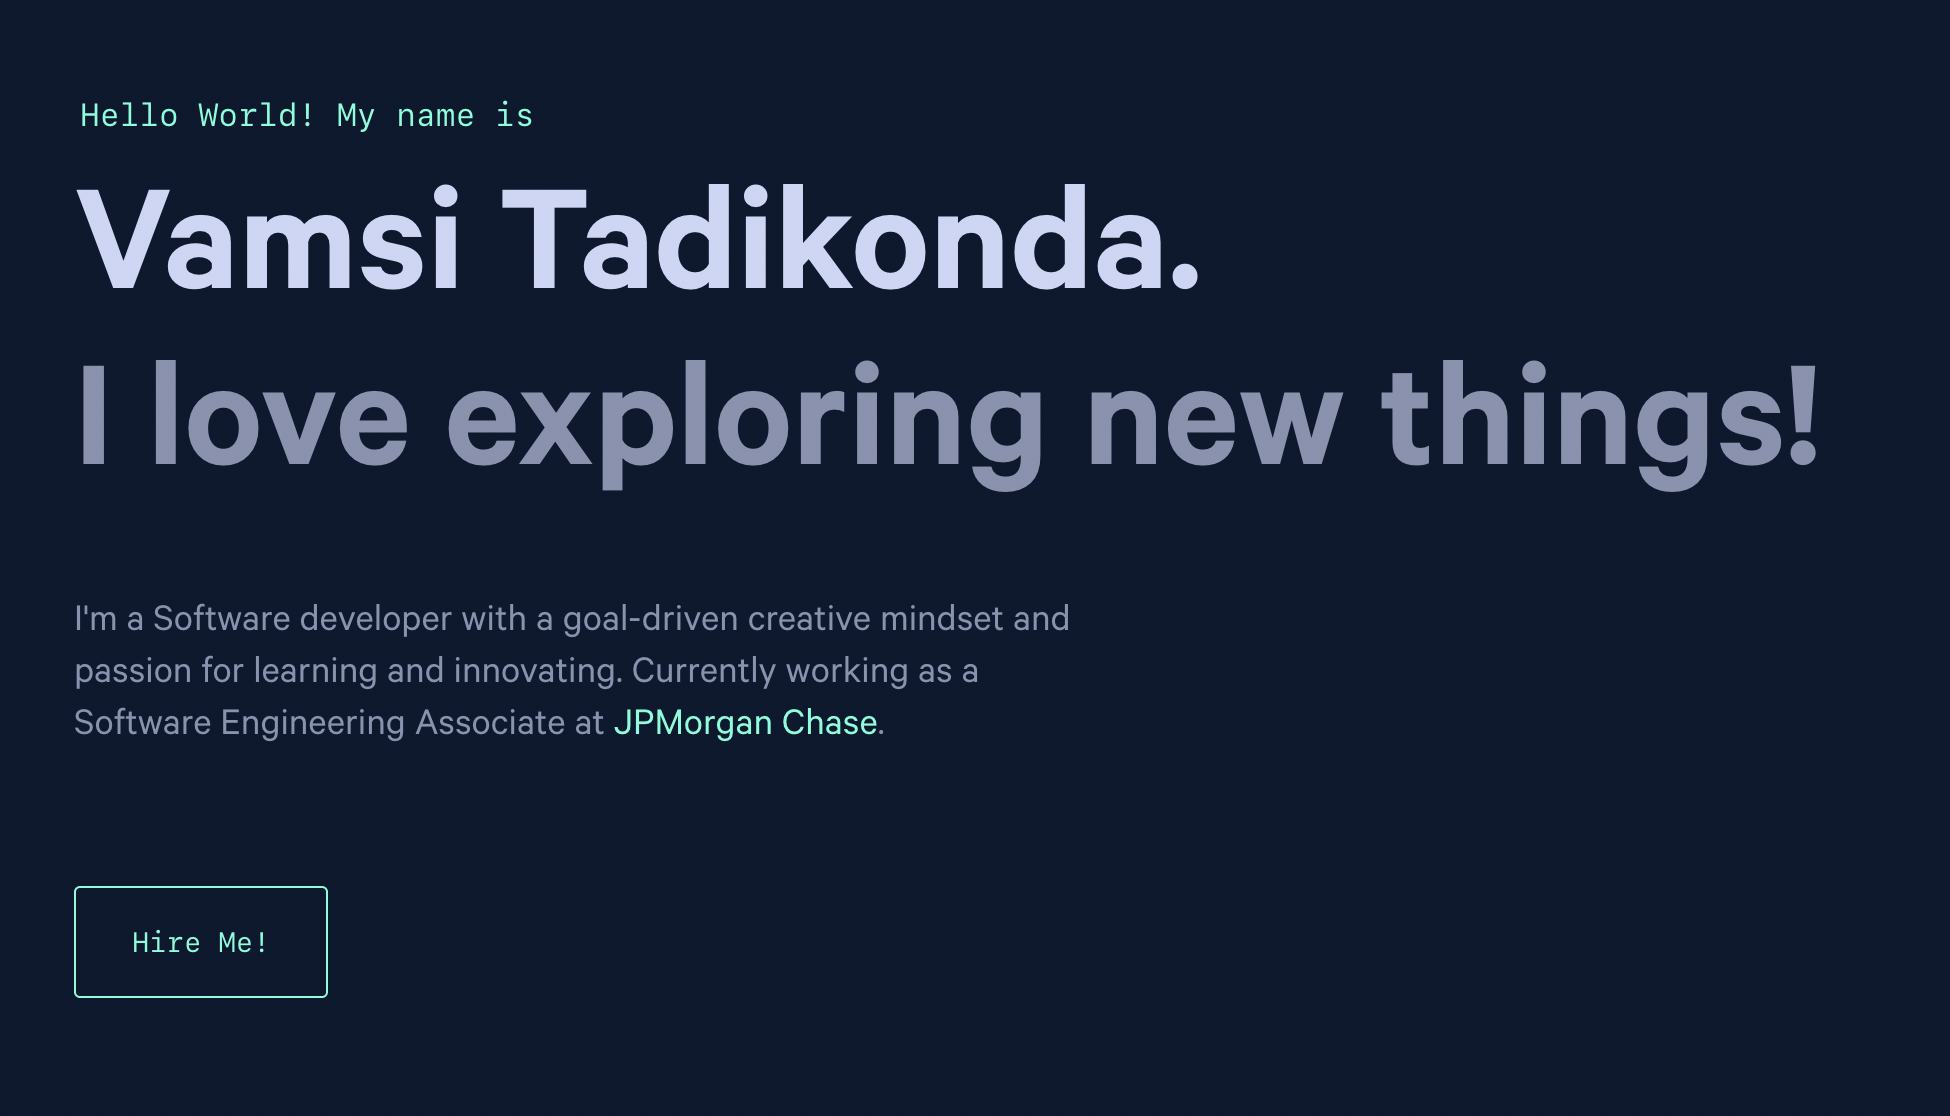 Hello World! My name is
Vamsi Tadikonda.
I love exploring new things!
I'm a Software developer with a goal-driven creative mindset and
passion for learning and innovating. Currently working as a
Software Engineering Associate at JPMorgan Chase.
Hire Me!